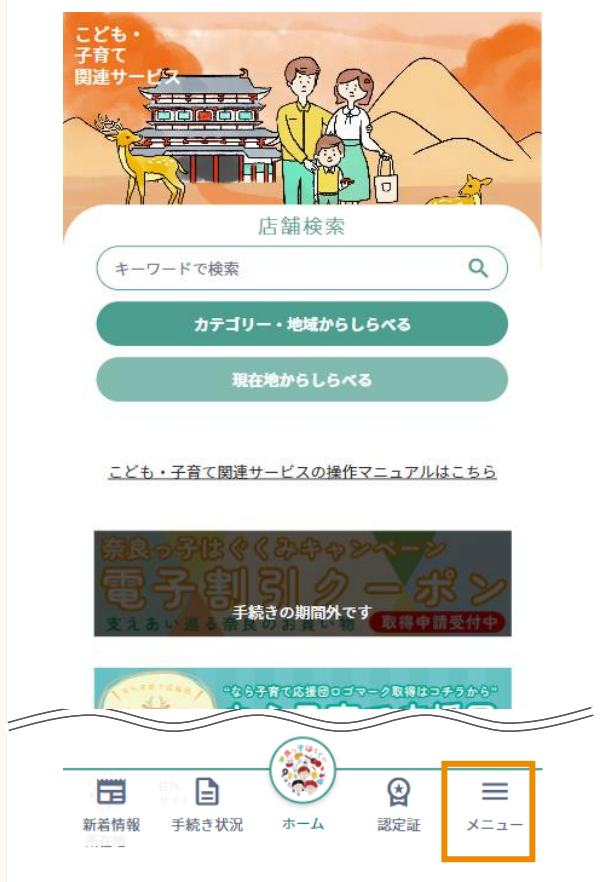 こども・
子育て
関連サービス
店舗検索
キーワードで検索
カテゴリー・地域からしらべる
現在地からしらべる
こども・子育て関連サービスの操作マニュアルはこちら
奈良っ子はぐくみキャンペーン
電子割引クーポン
手続きの期間外です
支えあい巡る奈良のお買い物 取得申請受付中
“なら子育て応援団ロゴマーク取得はコチラから”
新着情報 手続き状況 ホーム 認定証 メニュー